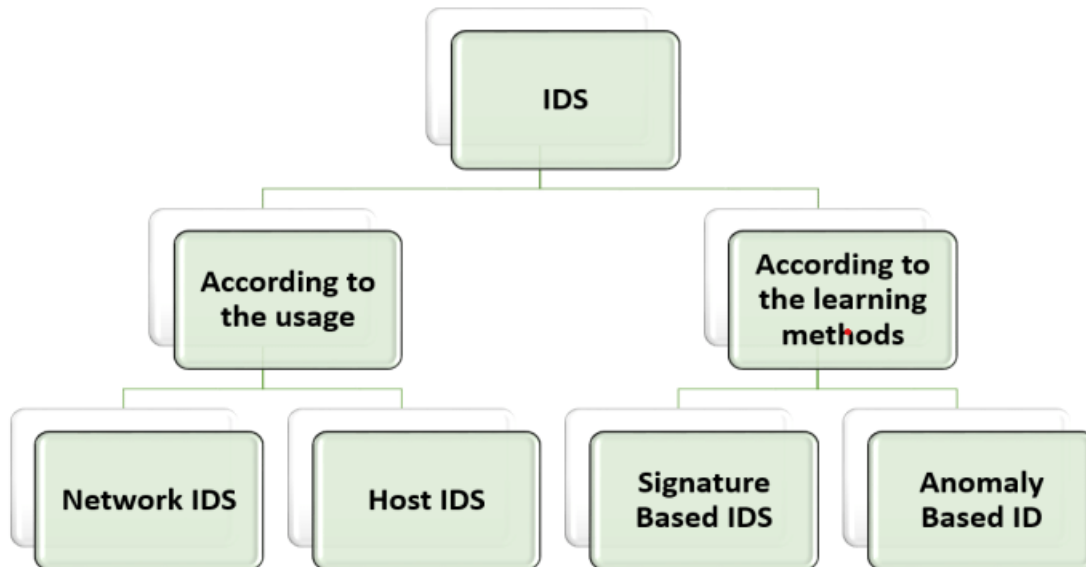 IDS
According to
the usage
According to
the learning
methods
Network IDS
Host IDS
Signature
Based IDS
Anomaly
Based ID